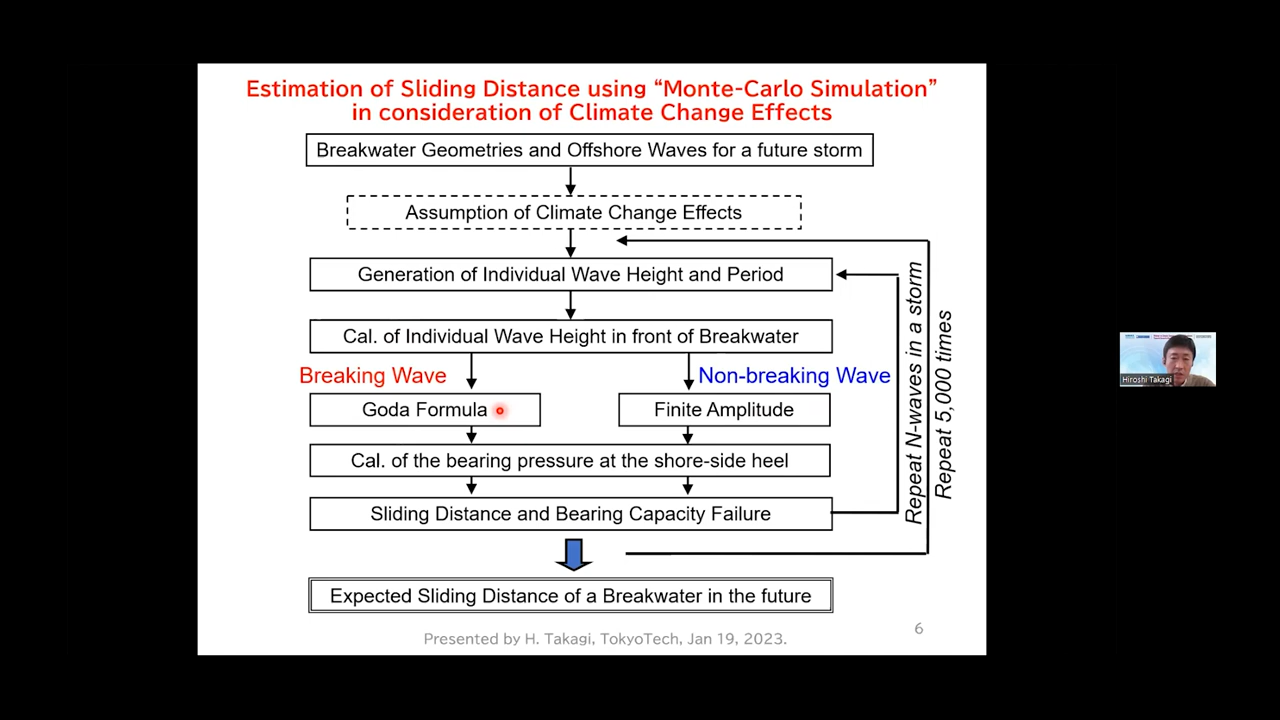 Estimation of Sliding Distance using “Monte-Carlo Simulation”
in consideration of Climate Change Effects
Breakwater Geometries and Offshore Waves for a future storm
Assumption of Climate Change Effects
Generation of Individual Wave Height and Period
Cal. of Individual Wave Height in front of Breakwater
Breaking Wave
Non-breaking Wave
Goda Formula
Finite Amplitude
Cal. of the bearing pressure at the shore-side heel
Sliding Distance and Bearing Capacity Failure
Repeat N-waves in a storm
Repeat 5,000 times
Expected Sliding Distance of a Breakwater in the future
Presented by H. Takagi, TokyoTech, Jan 19, 2023.
6
Hiroshi Takagi